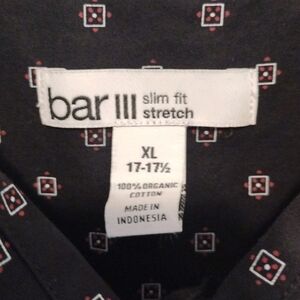 bar III slim fit
stretch
XL
17-17½
100% ORGANIC
COTTON
MADE IN
INDONESIA